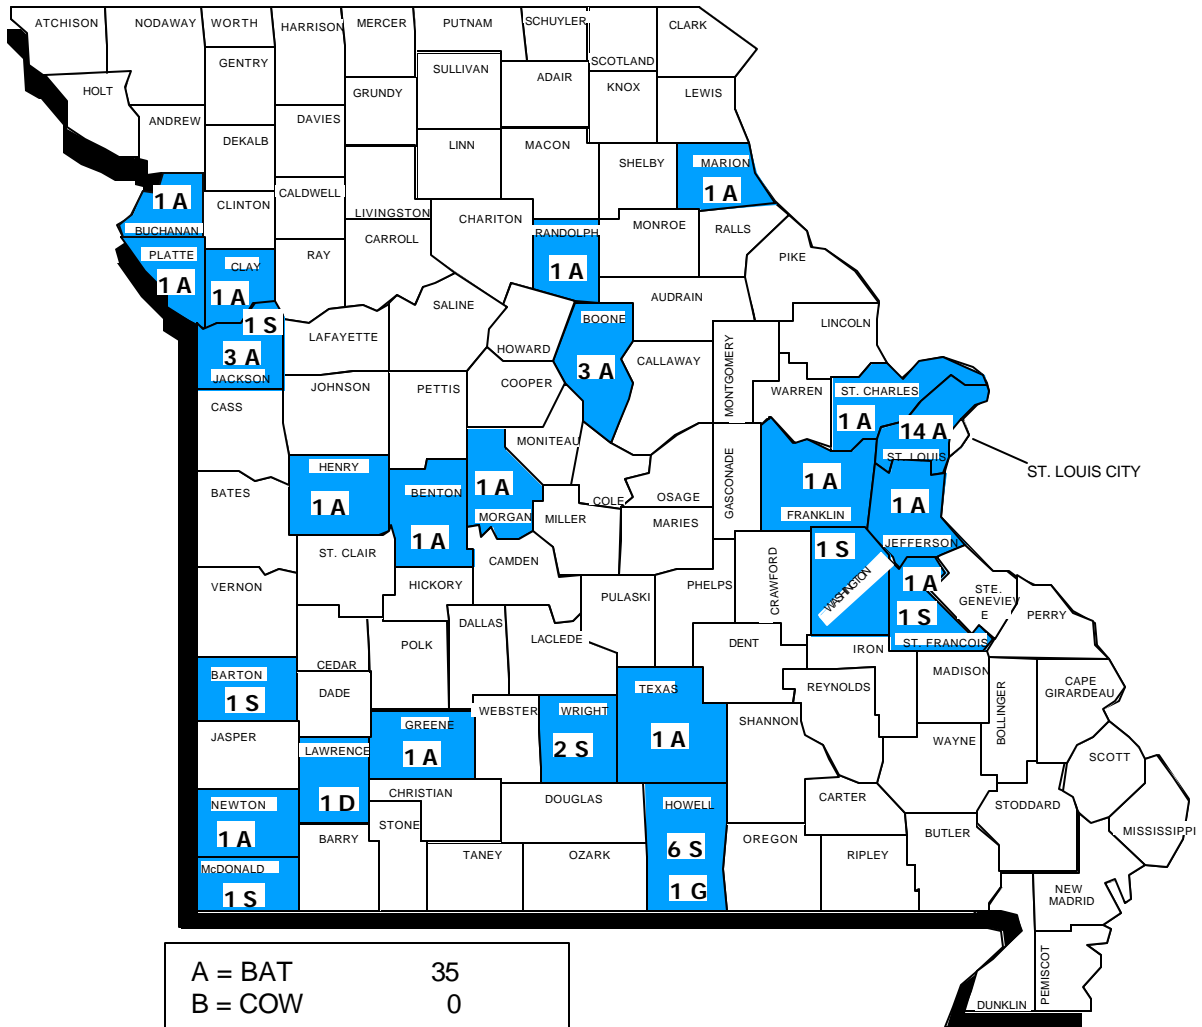 ATCHISON
NODAWAY
WORTH
HARRISON
MERCER
PUTNAM
SCHUYLER
SCOTLAND
CLARK
GENTRY
SULLIVAN
ADAIR
KNOX
LEWIS
HOLT
GRUNDY
ANDREW
DAVIES
DEKALB
LINN
MACON
SHELBY
MARION
1 A
1 A
BUCHANAN
CLINTON
CALDWELL
LIVINGSTON
CHARITON
RANDOLPH
1 A
MONROE
RALLS
PLATTE
1 A
CLAY
1 A
RAY
CARROLL
PIKE
AUDRAIN
SALINE
1 S
3 A
JACKSON
LAFAYETTE
HOWARD
BOONE
3 A
CALLAWAY
MONTGOMERY
LINCOLN
WARREN
ST. CHARLES
1 A
14 A
ST. LOUIS
ST. LOUIS CITY
CASS
JOHNSON
PETTIS
COOPER
MONITEAU
HENRY
1 A
BENTON
1 A
1 A
MORGAN
COLE
OSAGE
GASCONADE
1 A
FRANKLIN
1 A
JEFFERSON
BATES
MILLER
MARIES
ST. CLAIR
CAMDEN
1 S
WASHINGTON
1 A
1 S
ST. FRANCOIS
STE.
GENEVIEV
E
PERRY
VERNON
HICKORY
PULASKI
PHELPS
CRAWFORD
DALLAS
LACLEDE
DENT
IRON
MADISON
CEDAR
POLK
BARTON
1 S
DADE
TEXAS
1 A
REYNOLDS
BOLLINGER
CAPE
GIRARDEAU
JASPER
LAWRENCE
1 D
GREENE
1 A
WEBSTER
WRIGHT
2 S
SHANNON
WAYNE
SCOTT
NEWTON
1 A
CHRISTIAN
DOUGLAS
HOWELL
6 S
1 G
CARTER
STODDARD
MISSISSIPPI
BARRY
STONE
TANEY
OZARK
OREGON
RIPLEY
BUTLER
McDONALD
1 S
NEW
MADRID
PEMISCOT
DUNKLIN
A = BAT 35
B = COW 0